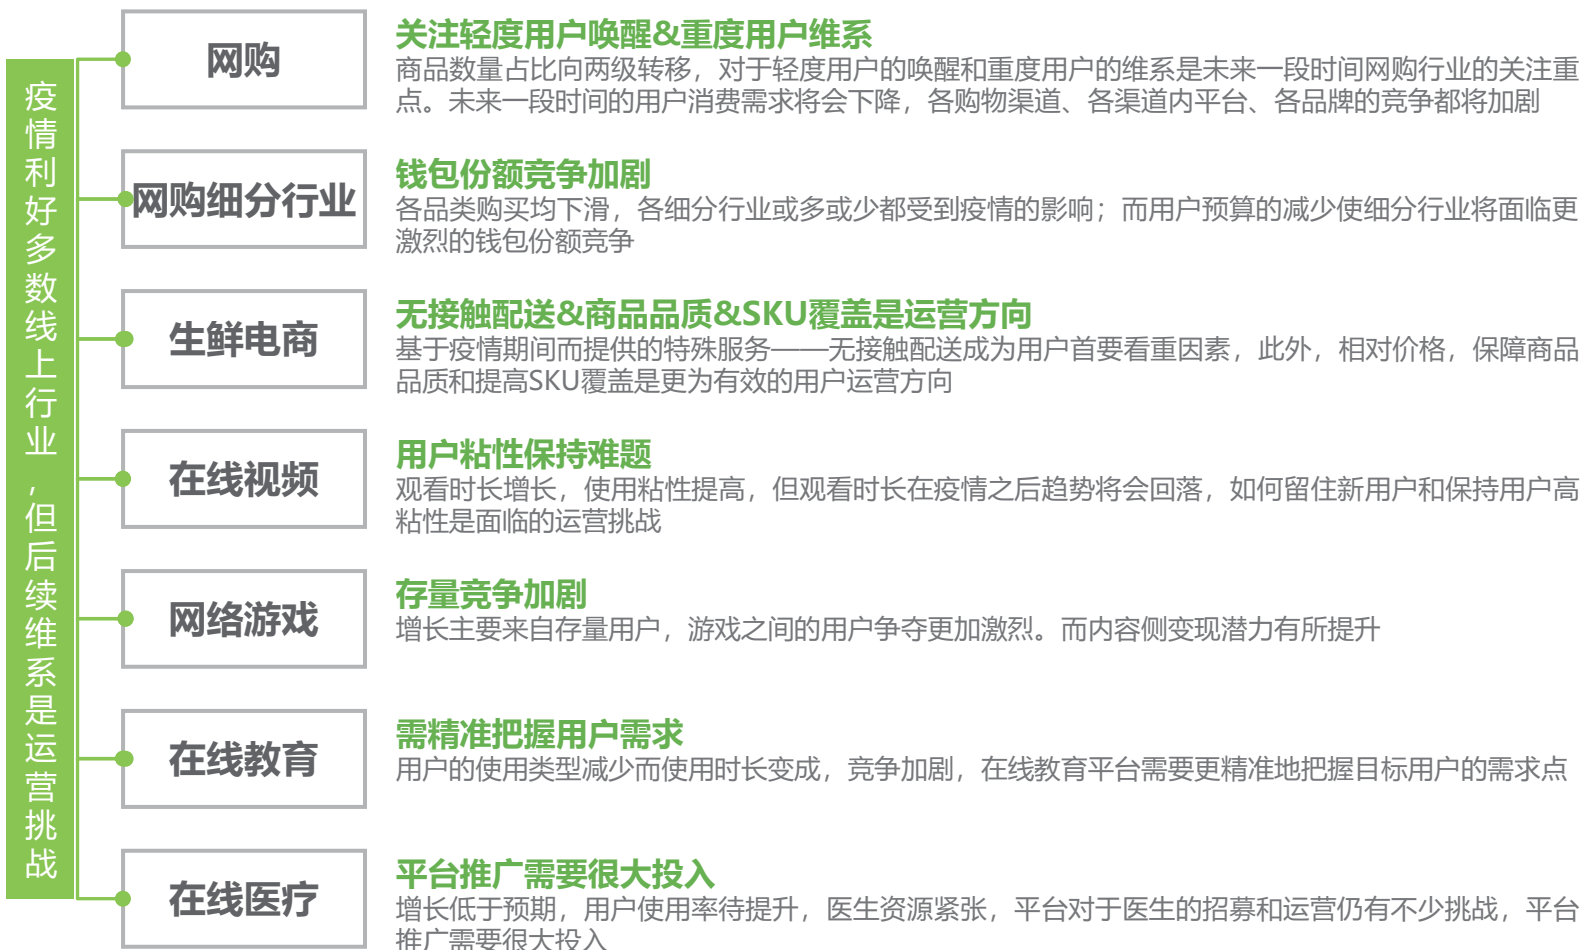 疫情利好多数线上行业,但后续维系是运营挑战
网购
关注轻度用户唤醒&重度用户维系
商品数量占比向两级转移，对于轻度用户的唤醒和重度用户的维系是未来一段时间网购行业的关注重
点。未来一段时间的用户消费需求将会下降，各购物渠道、各渠道内平台、各品牌的竞争都将加剧
网购细分行业
钱包份额竞争加剧
各品类购买均下滑，各细分行业或多或少都受到疫情的影响；而用户预算的减少使细分行业将面临更
激烈的钱包份额竞争
生鲜电商
无接触配送&商品品质&SKU覆盖是运营方向
基于疫情期间而提供的特殊服务——无接触配送成为用户首要看重因素，此外，相对价格，保障商品
品质和提高SKU覆盖是更为有效的用户运营方向
在线视频
用户粘性保持难题
观看时长增长，使用粘性提高，但观看时长在疫情之后趋势将会回落，如何留住新用户和保持用户高
粘性是面临的运营挑战
网络游戏
存量竞争加剧
增长主要来自存量用户，游戏之间的用户争夺更加激烈。而内容侧变现潜力有所提升
在线教育
需精准把握用户需求
用户的使用类型减少而使用时长变成，竞争加剧，在线教育平台需要更精准地把握目标用户的需求点
在线医疗
平台推广需要很大投入
增长低于预期，用户使用率待提升，医生资源紧张，平台对于医生的招募和运营仍有不少挑战，平台
推广需要很大投入